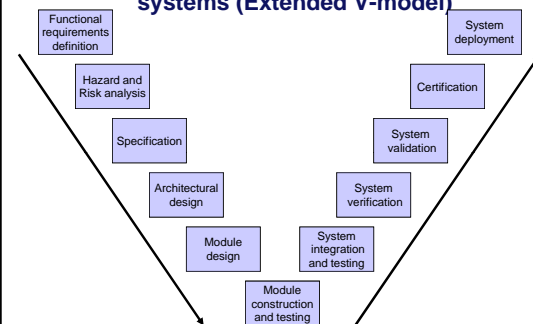 systems (Extended V-model)
Functional
requirements
definition
System
deployment
Hazard and
Risk analysis
Certification
Specification
System
validation
Architectural
design
System
verification
Module
design
System
integration
and testing
Module
construction
and testing